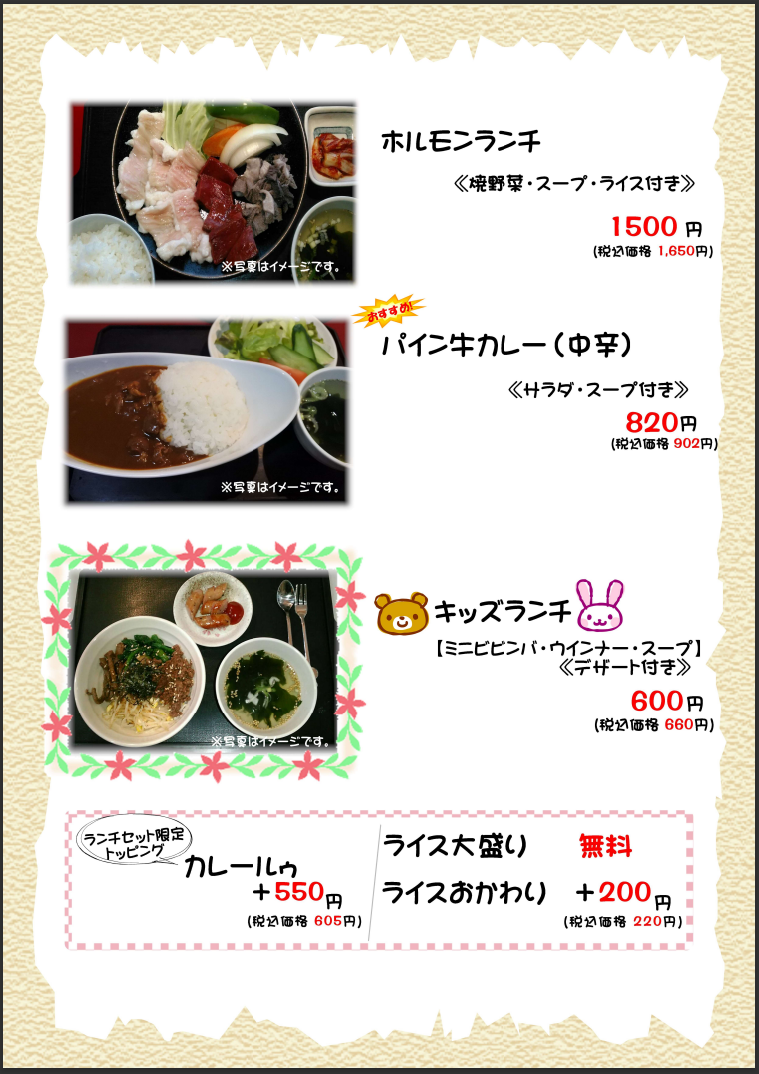 ホルモンランチ
≪焼野菜・スープ・ライス付き≫
1500 円
(税込価格 1,650円)
※写真はイメージです。
おすすめ!
パイン牛カレー(中辛)
≪サラダ・スープ付き≫
820円
(税込価格 902円)
※写真はイメージです。
キッズランチ
【ミニビビンバ・ウインナー・スープ】
≪デザート付き≫
600円
(税込価格 660円)
※写真はイメージです。
ランチセット限定
トッピング
カレールゥ
+550円
(税込価格 605円)
ライス大盛り 無料
ライスおかわり +200円
(税込価格 220円)